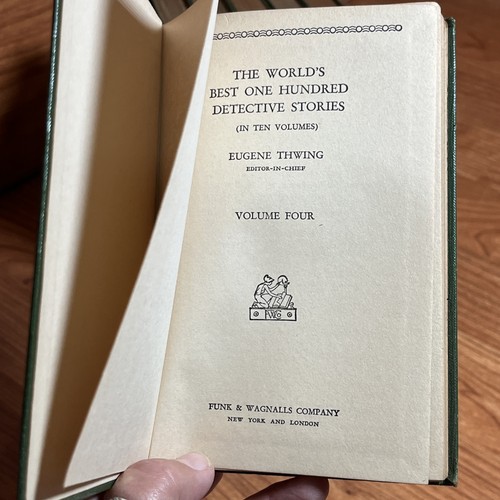 THE WORLD'S
BEST ONE HUNDRED
DETECTIVE STORIES
(IN TEN VOLUMES)
EUGENE THWING
EDITOR-IN-CHIEF
VOLUME FOUR
FUNK & WAGNALLS COMPANY
NEW YORK AND LONDON